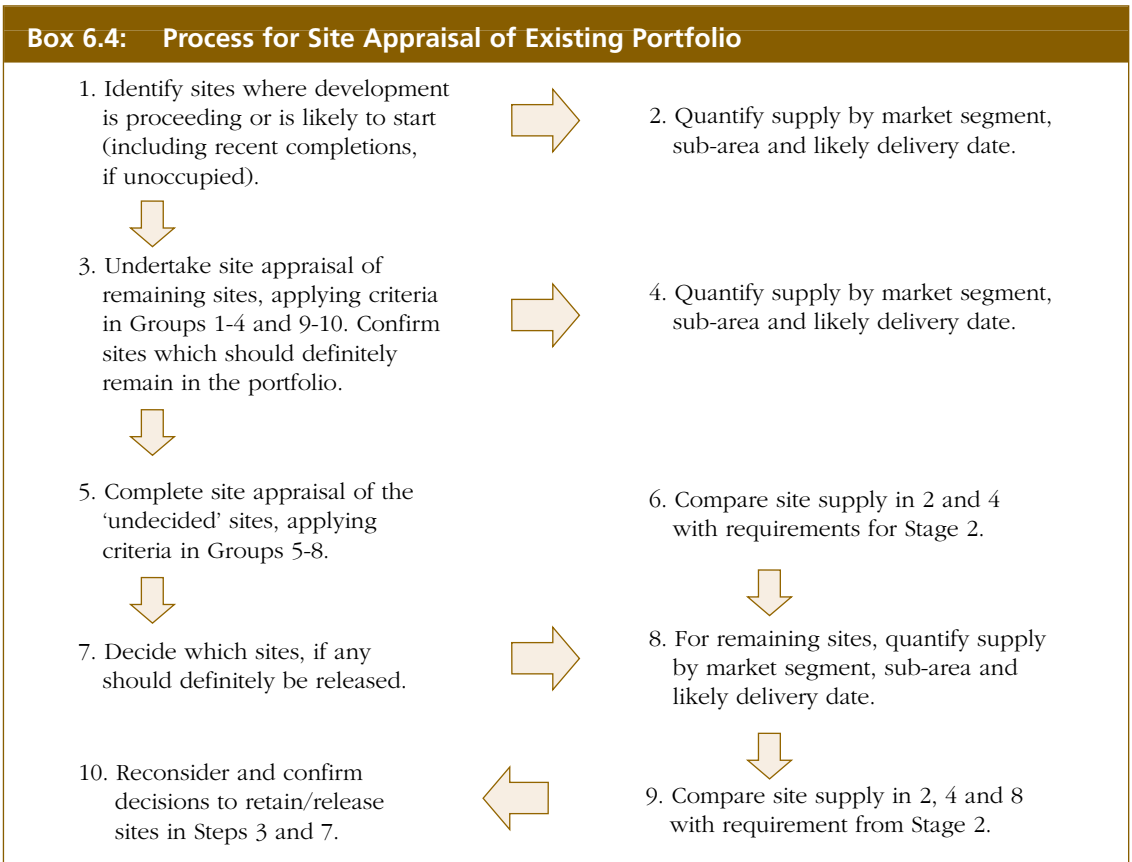 Box 6.4: Process for Site Appraisal of Existing Portfolio
1. Identify sites where development
is proceeding or is likely to start
(including recent completions,
if unoccupied).
2. Quantify supply by market segment,
sub-area and likely delivery date.
3. Undertake site appraisal of
remaining sites, applying criteria
in Groups 1-4 and 9-10. Confirm
sites which should definitely
remain in the portfolio.
4. Quantify supply by market segment,
sub-area and likely delivery date.
5. Complete site appraisal of the
‘undecided’ sites, applying
criteria in Groups 5-8.
6. Compare site supply in 2 and 4
with requirements for Stage 2.
7. Decide which sites, if any
should definitely be released.
8. For remaining sites, quantify supply
by market segment, sub-area and
likely delivery date.
10. Reconsider and confirm
decisions to retain/release
sites in Steps 3 and 7.
9. Compare site supply in 2, 4 and 8
with requirement from Stage 2.